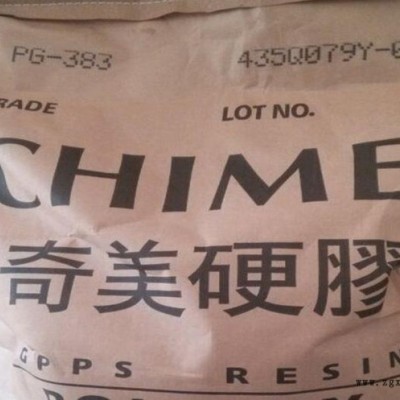 PG-383 435Q079Y-0
RADE LOT NO.
CHIME
奇美硬膠
GPPS RESIN